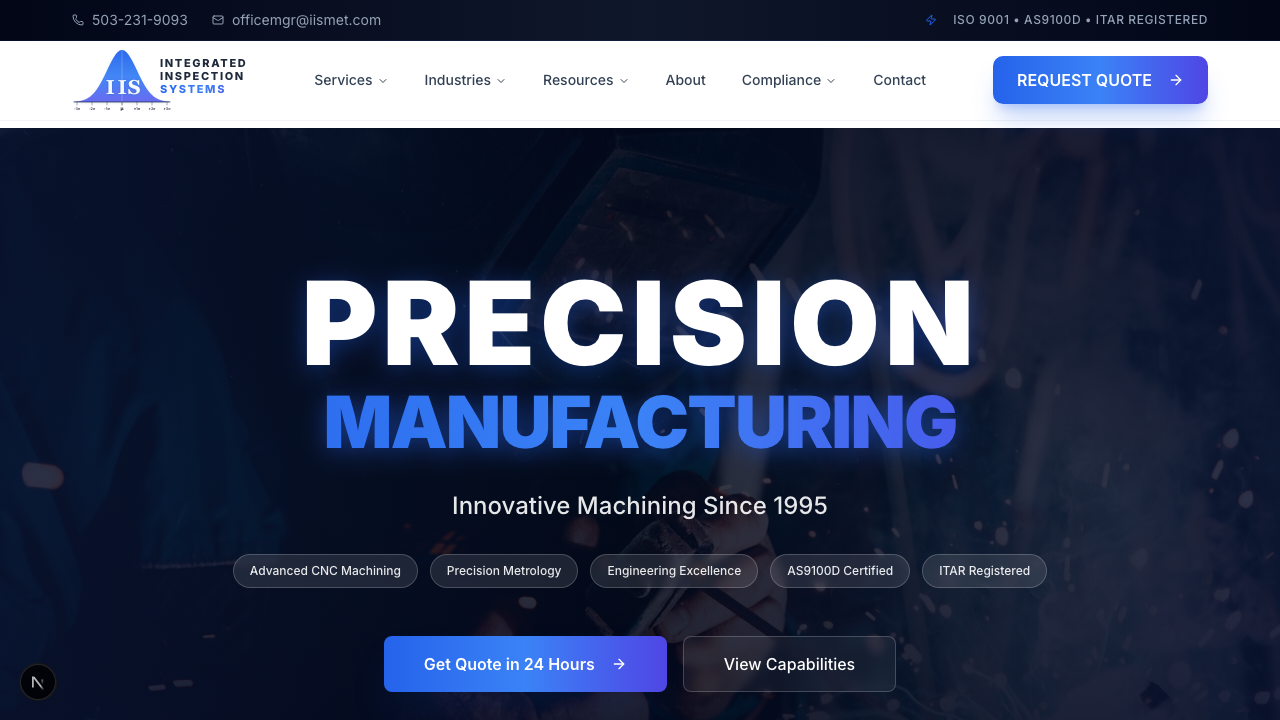 503-231-9093
officemgr@iismet.com
ISO 9001 • AS9100D • ITAR REGISTERED
IIS
INTEGRATED
INSPECTION
SYSTEMS
Services
Industries
Resources
About
Compliance
Contact
REQUEST QUOTE
PRECISION
MANUFACTURING
Innovative Machining Since 1995
Advanced CNC Machining
Precision Metrology
Engineering Excellence
AS9100D Certified
ITAR Registered
Get Quote in 24 Hours
View Capabilities
N